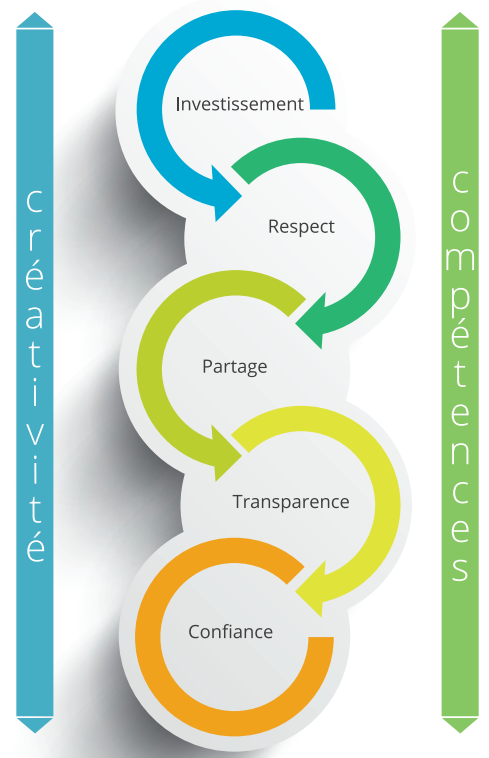 Investissement
Respect
Partage
Transparence
Confiance
créativité
compétences